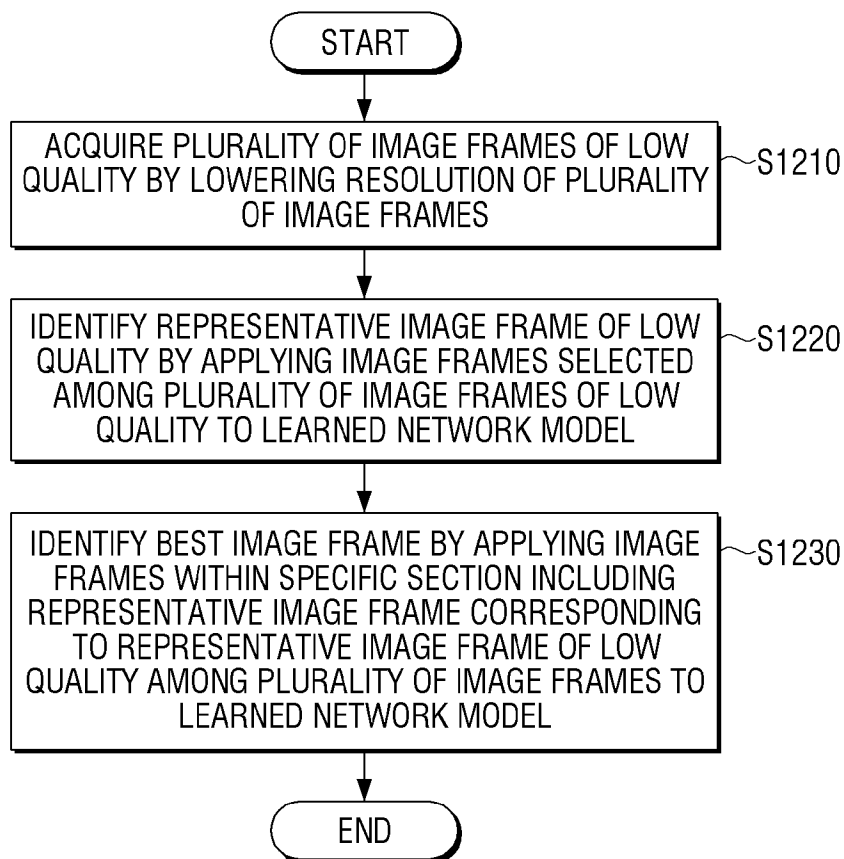 START
ACQUIRE PLURALITY OF IMAGE FRAMES OF LOW
QUALITY BY LOWERING RESOLUTION OF PLURALITY
OF IMAGE FRAMES
S1210
IDENTIFY REPRESENTATIVE IMAGE FRAME OF LOW
QUALITY BY APPLYING IMAGE FRAMES SELECTED
AMONG PLURALITY OF IMAGE FRAMES OF LOW
QUALITY TO LEARNED NETWORK MODEL
S1220
IDENTIFY BEST IMAGE FRAME BY APPLYING IMAGE
FRAMES WITHIN SPECIFIC SECTION INCLUDING
REPRESENTATIVE IMAGE FRAME CORRESPONDING
TO REPRESENTATIVE IMAGE FRAME OF LOW
QUALITY AMONG PLURALITY OF IMAGE FRAMES TO
LEARNED NETWORK MODEL
S1230
END